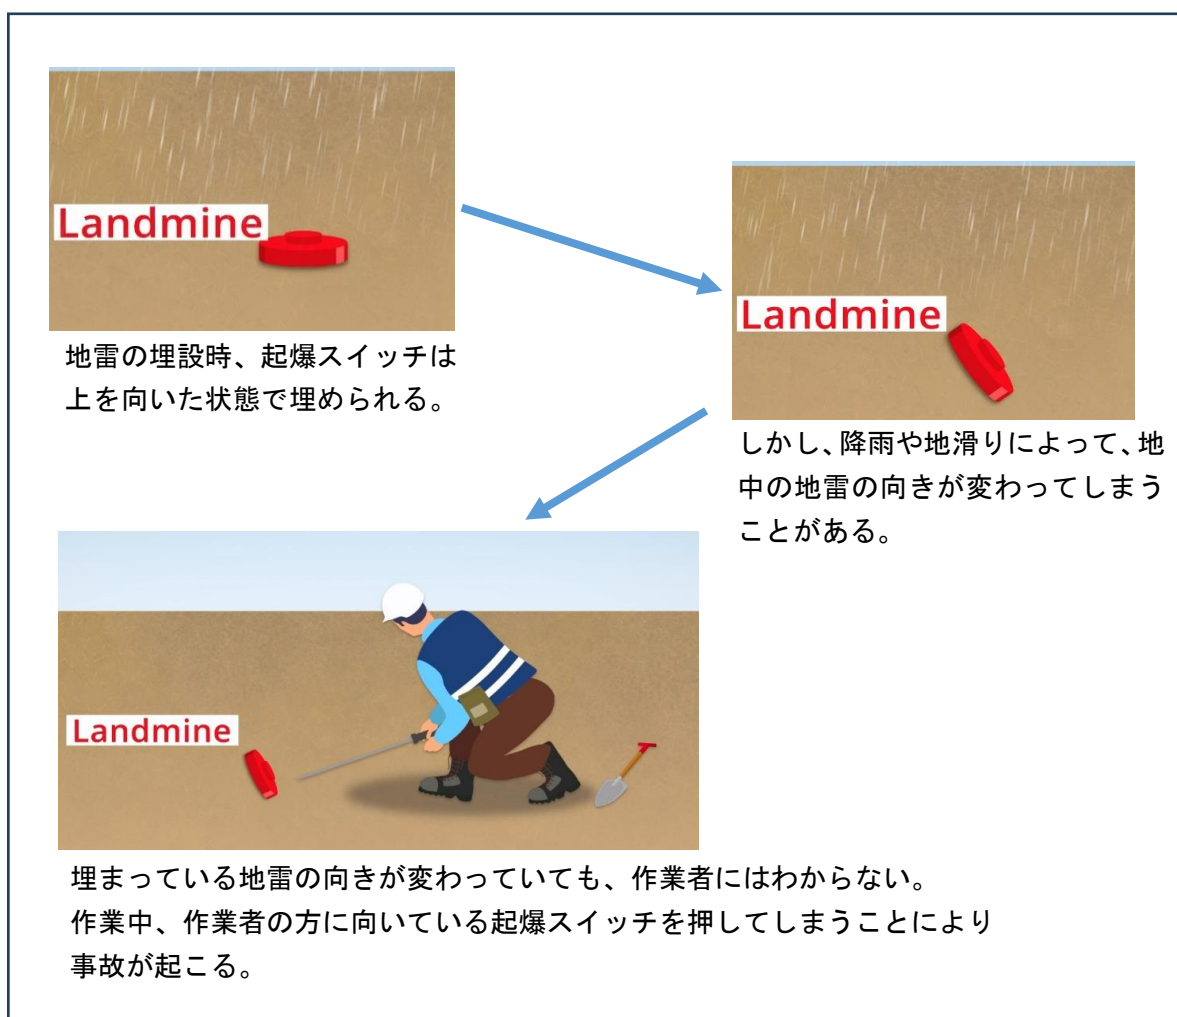 Landmine
地雷の埋設時、起爆スイッチは
上を向いた状態で埋められる。
Landmine
しかし、降雨や地滑りによって、地
中の地雷の向きが変わってしまう
ことがある。
Landmine
埋まっている地雷の向きが変わっていても、作業者にはわからない。
作業中、作業者の方に向いている起爆スイッチを押してしまうことにより
事故が起こる。